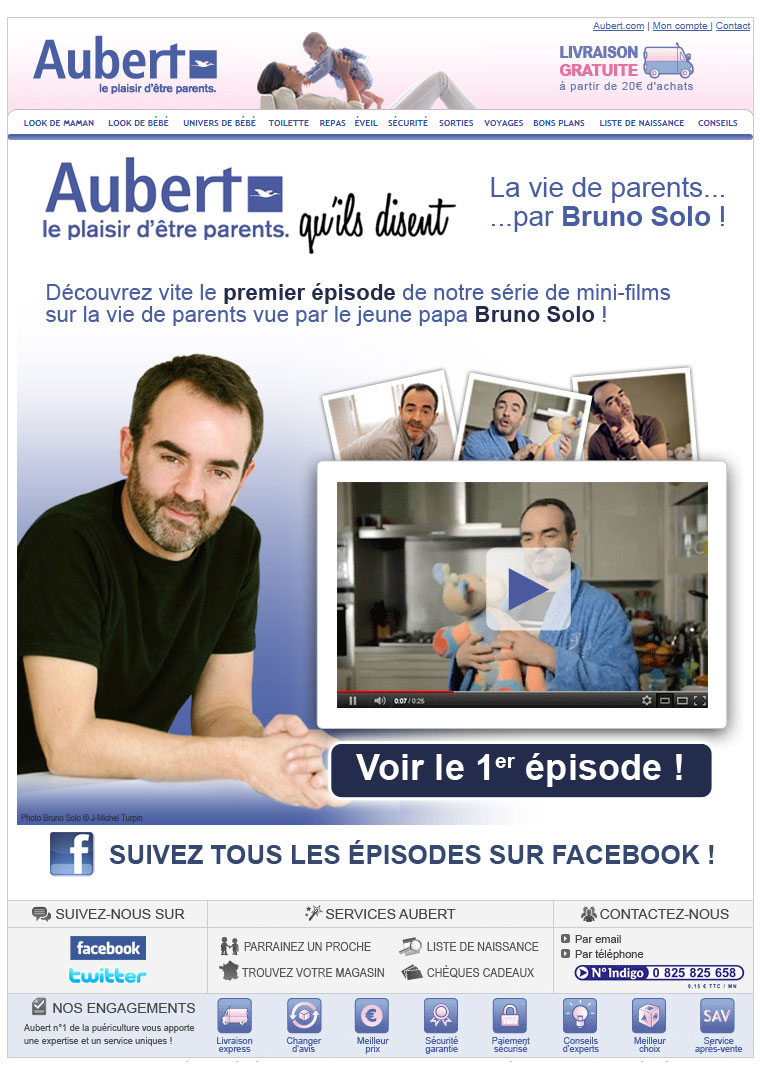 Aubert.com | Mon compte | Contact
Aubert
le plaisir d'être parents.
LIVRAISON
GRATUITE
à partir de 20€ d'achats
LOOK DE MAMAN LOOK DE BÉBÉ UNIVERS DE BÉBÉ TOILETTE REPAS ÉVEIL SÉCURITÉ SORTIES VOYAGES BONS PLANS LISTE DE NAISSANCE CONSEILS
Aubert
le plaisir d'être parents. qu'ils disent
La vie de parents...
...par Bruno Solo !
Découvrez vite le premier épisode de notre série de mini-films
sur la vie de parents vue par le jeune papa Bruno Solo !
0:07 / 0:25
Voir le 1er épisode !
Photo Bruno Solo © J-Michel Turpin
f SUIVEZ TOUS LES ÉPISODES SUR FACEBOOK !
SUIVEZ-NOUS SUR
facebook
twitter
SERVICES AUBERT
PARRAINEZ UN PROCHE
LISTE DE NAISSANCE
TROUVEZ VOTRE MAGASIN
CHÈQUES CADEAUX
CONTACTEZ-NOUS
Par email
Par téléphone
N°Indigo 0 825 825 658
0,15 € TTC / MN
NOS ENGAGEMENTS
Aubert n°1 de la puériculture vous apporte
une expertise et un service uniques !
Livraison
express
Changer
d'avis
€
Meilleur
prix
Sécurité
garantie
Paiement
sécurisé
Conseils
d'experts
Meilleur
choix
SAV
Service
après-vente